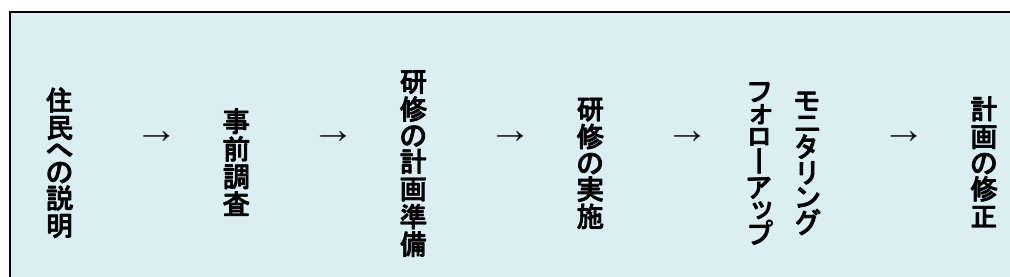 住民への説明
→
事前調査
→
研修の計画準備
→
研修の実施
→
モニタリング
フォローアップ
→
計画の修正